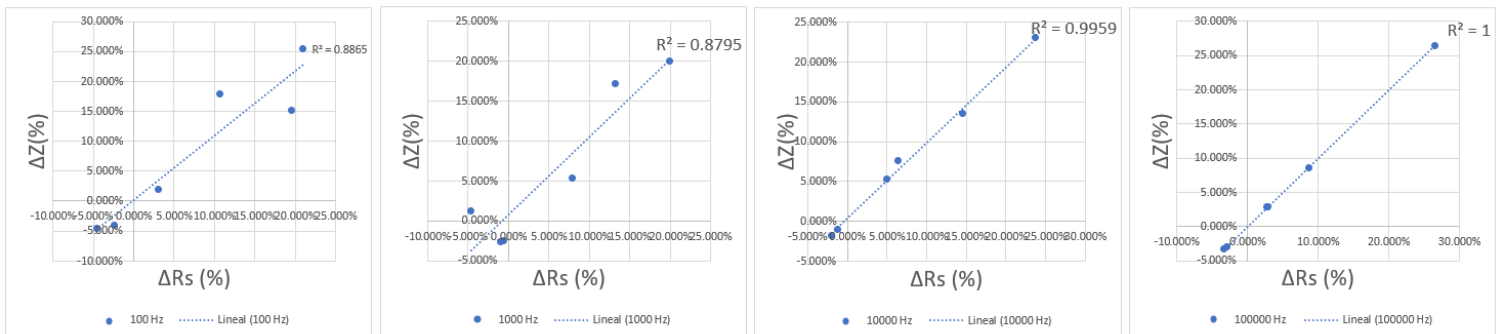 30.000%
25.000%
R² = 0.8865
20.000%
15.000%
10.000%
5.000%
0.000%
-10.000% -5.000% 0.000% 5.000% 10.000% 15.000% 20.000% 25.000%
-5.000%
-10.000%
ΔZ(%)
ΔRs (%)
100 Hz Lineal (100 Hz)
25.000%
R² = 0.8795
20.000%
15.000%
10.000%
5.000%
0.000%
-10.000% -5.000% 0.000% 5.000% 10.000% 15.000% 20.000% 25.000%
-5.000%
ΔZ(%)
ΔRs (%)
1000 Hz Lineal (1000 Hz)
25.000%
R² = 0.9959
20.000%
15.000%
10.000%
5.000%
0.000%
-5.000% 0.000% 5.000% 10.000% 15.000% 20.000% 25.000% 30.000%
-5.000%
ΔZ(%)
ΔRs (%)
10000 Hz Lineal (10000 Hz)
30.000%
R² = 1
25.000%
20.000%
15.000%
10.000%
5.000%
0.000%
-10.000% 0.000% 10.000% 20.000% 30.000%
-5.000%
ΔZ(%)
ΔRs (%)
100000 Hz Lineal (100000 Hz)